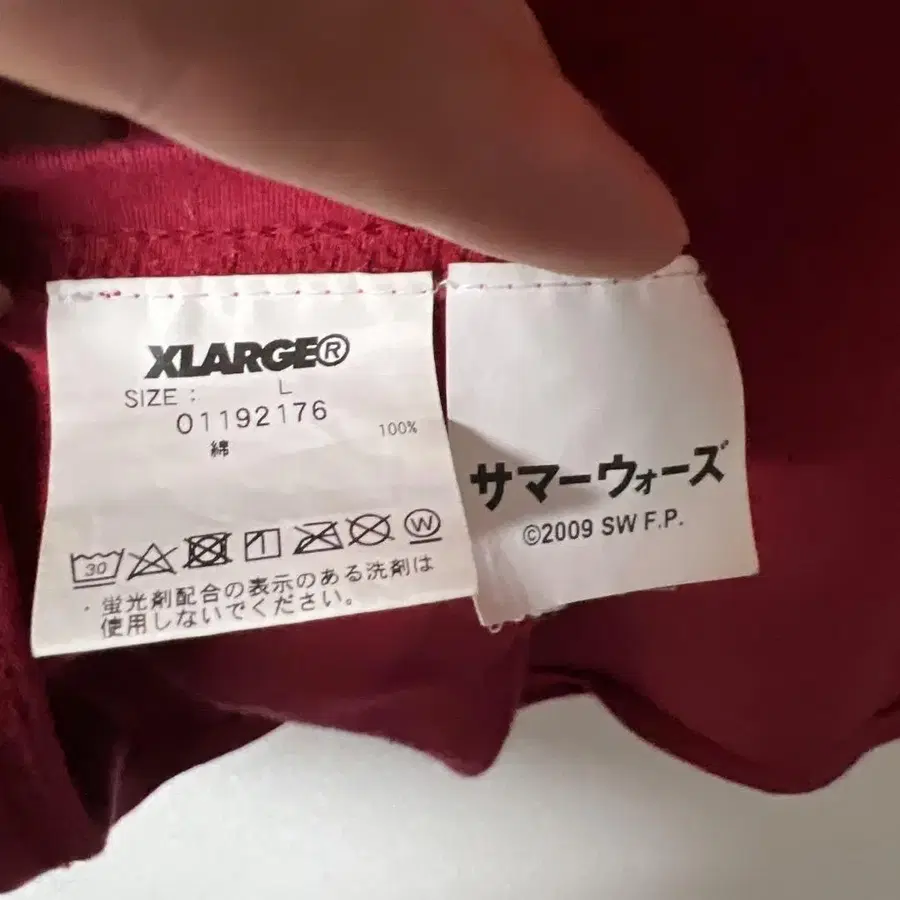 XLARGE®
SIZE : L
01192176
綿 100%
30 1 W
・蛍光剤配合の表示のある洗剤は
使用しないでください。
サマーウォーズ
©2009 SW F.P.